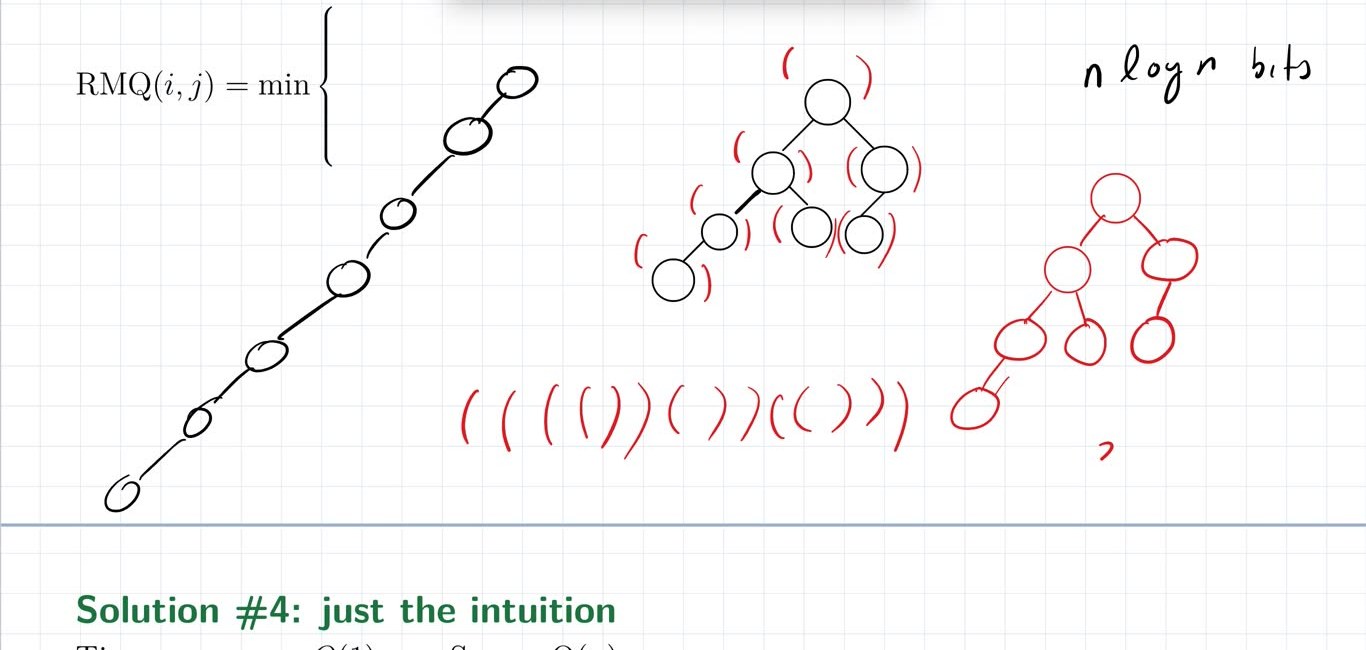 RMQ(i, j) = min {
n log n bits
(((())())(()))
Solution #4: just the intuition